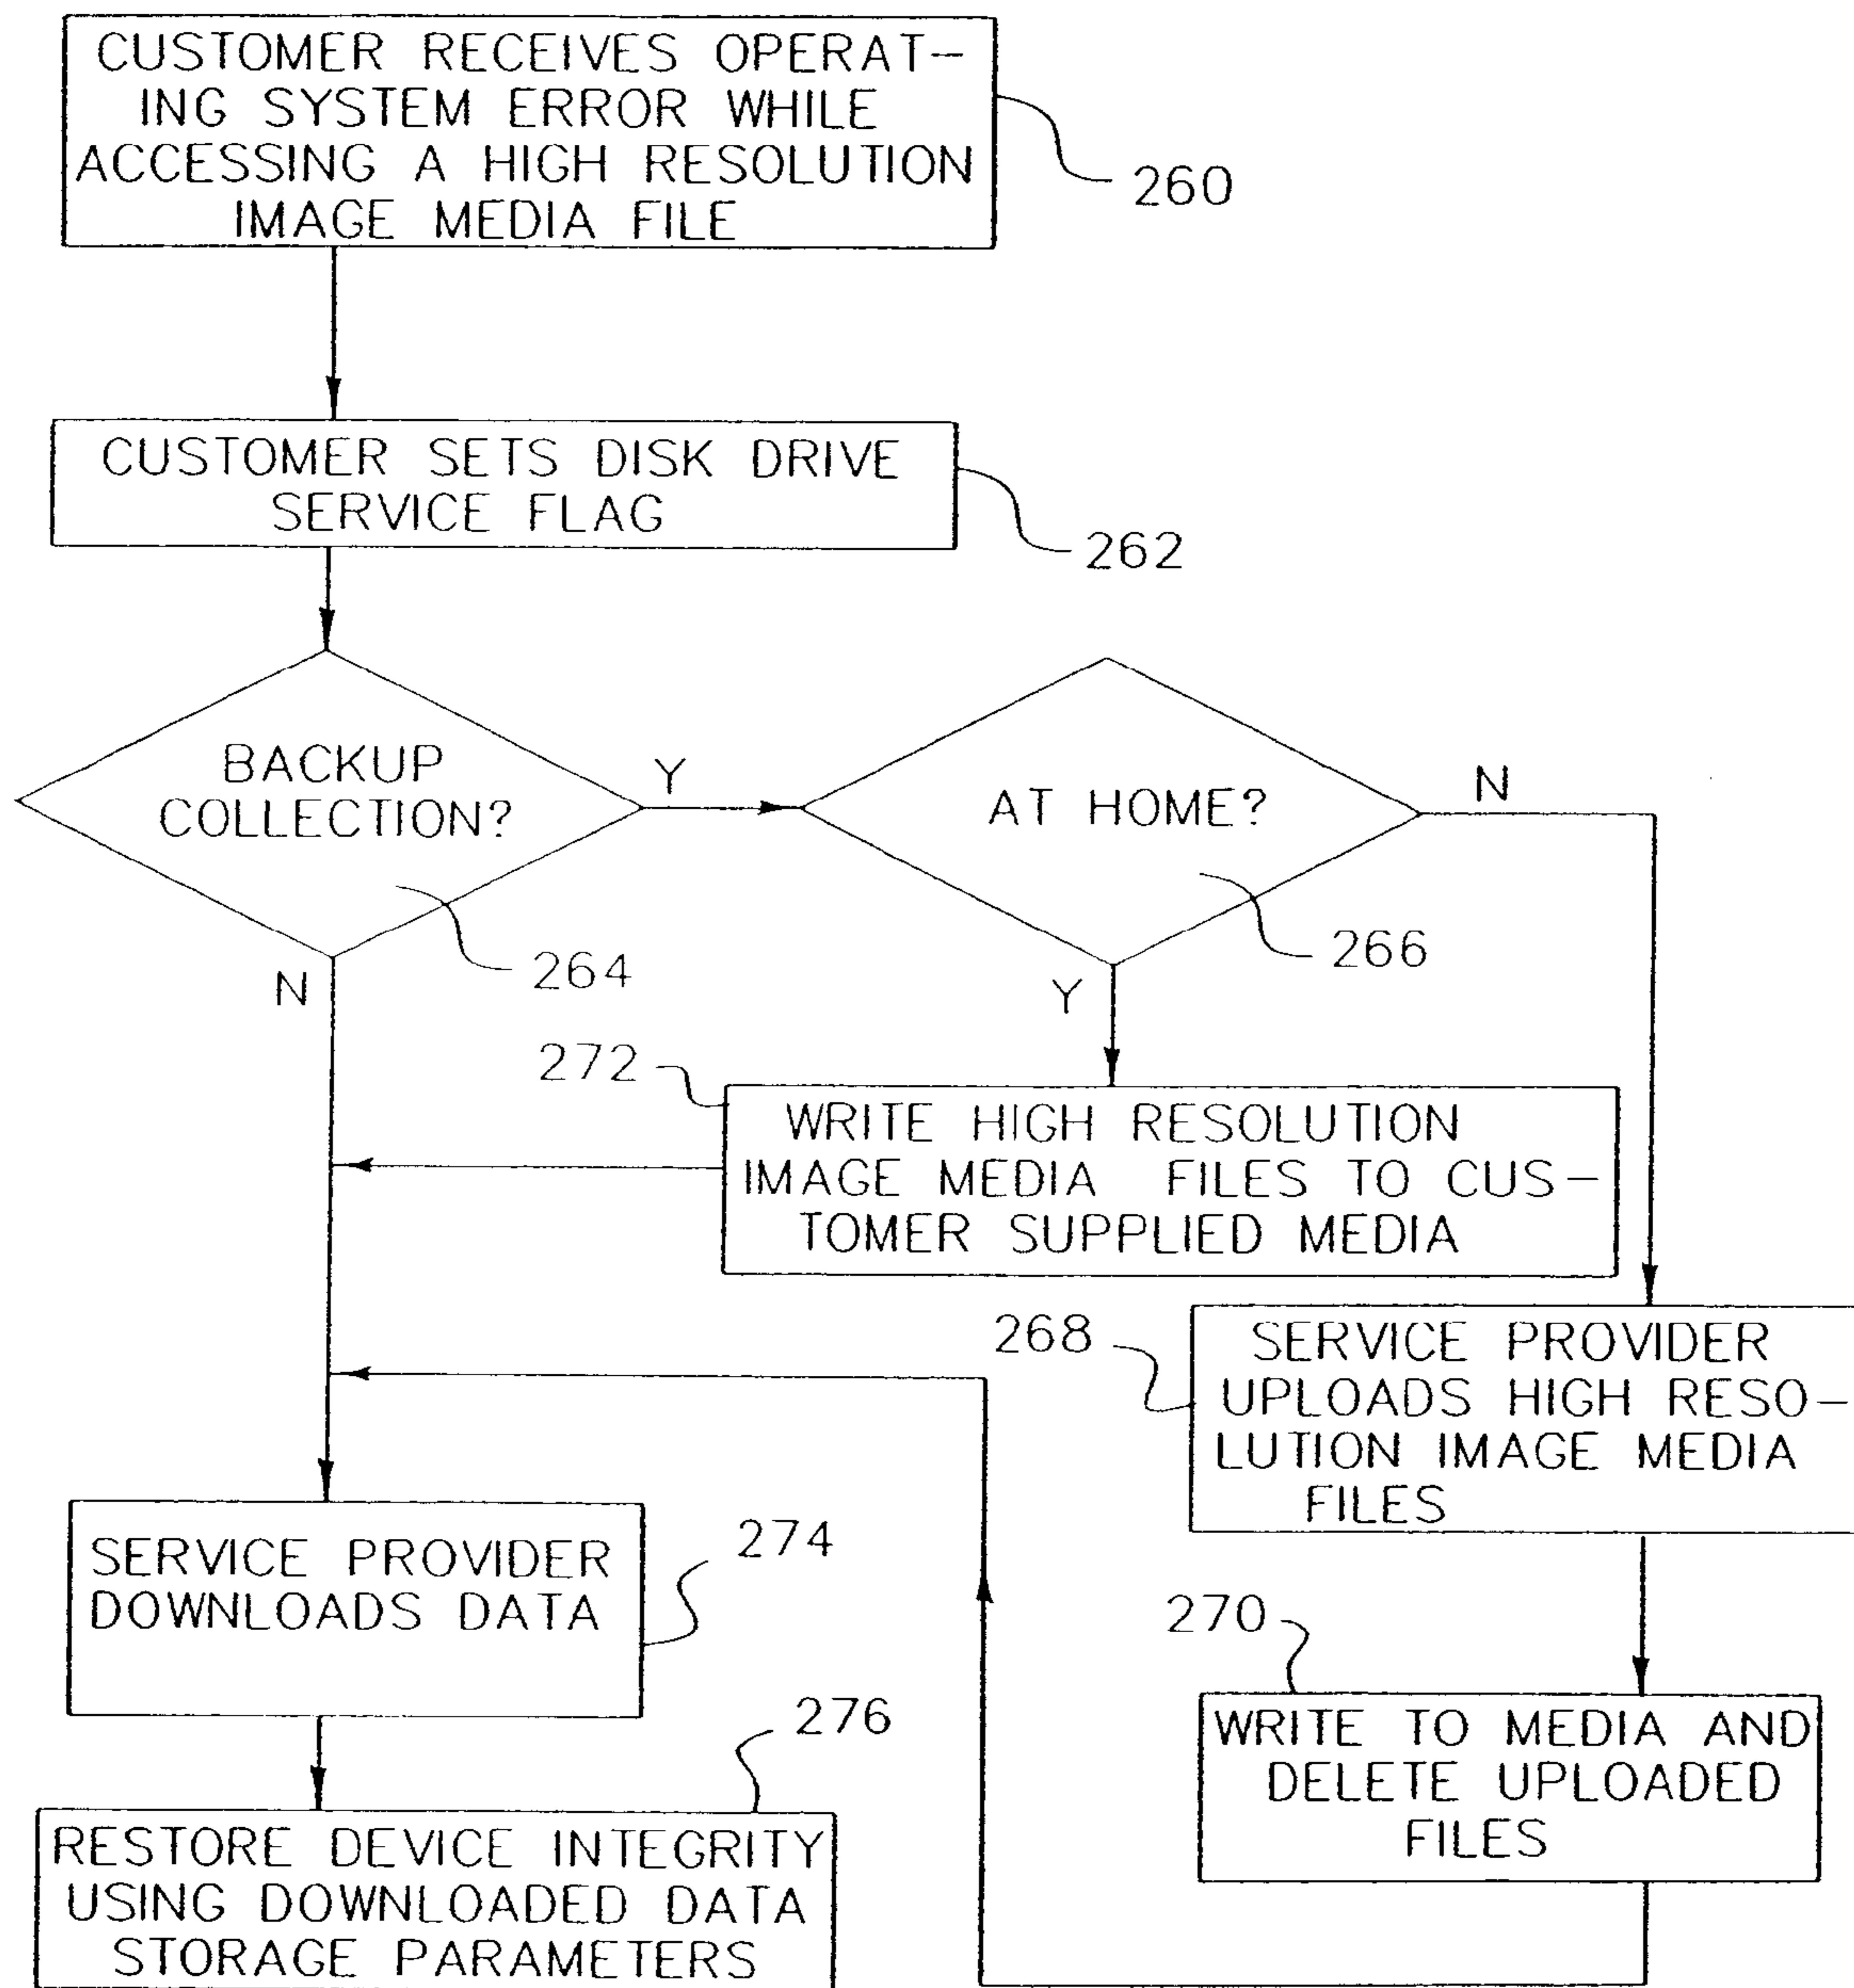 CUSTOMER RECEIVES OPERAT-
ING SYSTEM ERROR WHILE
ACCESSING A HIGH RESOLUTION
IMAGE MEDIA FILE
260
CUSTOMER SETS DISK DRIVE
SERVICE FLAG
262
BACKUP
COLLECTION?
Y
264
N
AT HOME?
N
266
Y
272
WRITE HIGH RESOLUTION
IMAGE MEDIA FILES TO CUS-
TOMER SUPPLIED MEDIA
268
SERVICE PROVIDER
UPLOADS HIGH RESO-
LUTION IMAGE MEDIA
FILES
SERVICE PROVIDER
DOWNLOADS DATA
274
270
WRITE TO MEDIA AND
DELETE UPLOADED
FILES
276
RESTORE DEVICE INTEGRITY
USING DOWNLOADED DATA
STORAGE PARAMETERS